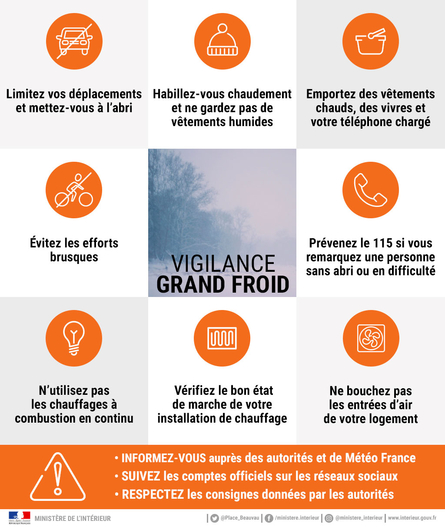 Limitez vos déplacements
et mettez-vous à l'abri
Habillez-vous chaudement
et ne gardez pas de
vêtements humides
Emportez des vêtements
chauds, des vivres et
votre téléphone chargé
Évitez les efforts
brusques
VIGILANCE
GRAND FROID
Prévenez le 115 si vous
remarquez une personne
sans abri ou en difficulté
N'utilisez pas
les chauffages à
combustion en continu
Vérifiez le bon état
de marche de votre
installation de chauffage
Ne bouchez pas
les entrées d'air
de votre logement
• INFORMEZ-VOUS auprès des autorités et de Météo France
• SUIVEZ les comptes officiels sur les réseaux sociaux
• RESPECTEZ les consignes données par les autorités
MINISTÈRE DE L'INTÉRIEUR
@Place_Beauvau | /ministere.interieur | @ministere_interieur | www.interieur.gouv.fr